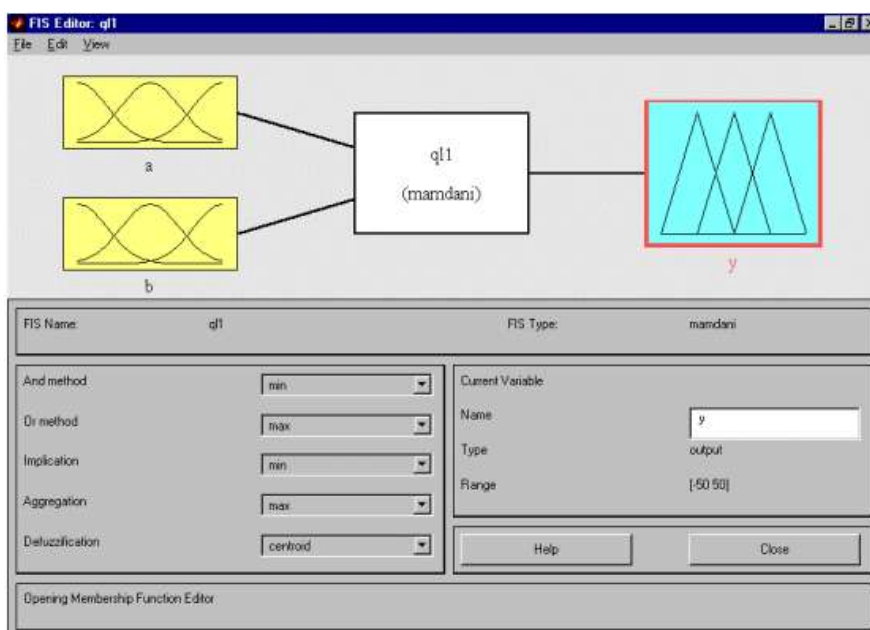 FIS Editor: ql1
File Edit View
a
b
ql1
(mamdani)
y
FIS Name: ql1 FIS Type: mamdani
And method min
Or method max
Implication min
Aggregation max
Defuzzification centroid
Current Variable
Name y
Type output
Range [-50 50]
Help Close
Opening Membership Function Editor